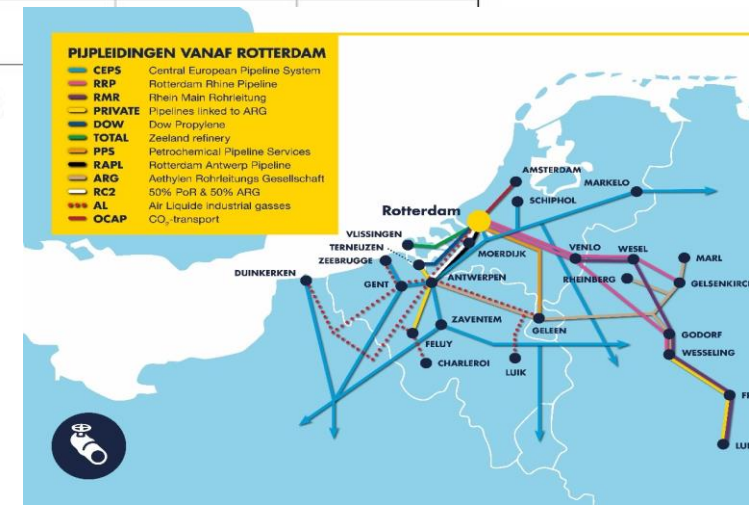 PIJPLEIDINGEN VANAF ROTTERDAM
CEPS Central European Pipeline System
RRP Rotterdam Rhine Pipeline
RMR Rhein Main Rohrleitung
PRIVATE Pipelines linked to ARG
DOW Dow Propylene
TOTAL Zeeland refinery
PPS Petrochemical Pipeline Services
RAPL Rotterdam Antwerp Pipeline
ARG Aethylen Rohrleitungs Gesellschaft
RC2 50% PoR & 50% ARG
AL Air Liquide industrial gasses
OCAP CO₂-transport
AMSTERDAM
MARKELO
SCHIPHOL
Rotterdam
VLISSINGEN
MOERDIJK
TERNEUZEN
VENLO
WESEL
ZEEBRUGGE
MARL
DUINKERKEN
ANTWERPEN
RHEINBERG
GENT
GELSENKIRC
ZAVENTEM
GELEEN
GODORF
FELUY
WESSELING
CHARLEROI
LUIK